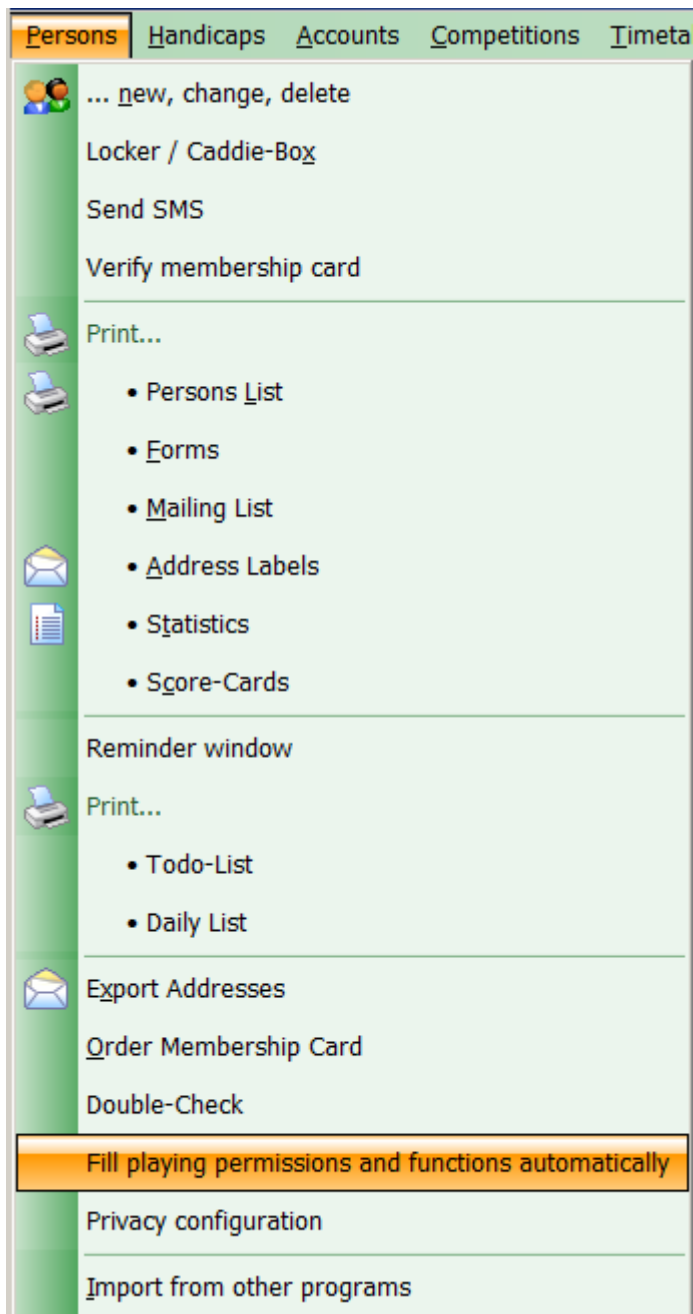 Persons Handicaps Accounts Competitions Timeta
... new, change, delete
Locker / Caddie-Box
Send SMS
Verify membership card
Print...
• Persons List
• Forms
• Mailing List
• Address Labels
• Statistics
• Score-Cards
Reminder window
Print...
• Todo-List
• Daily List
Export Addresses
Order Membership Card
Double-Check
Fill playing permissions and functions automatically
Privacy configuration
Import from other programs